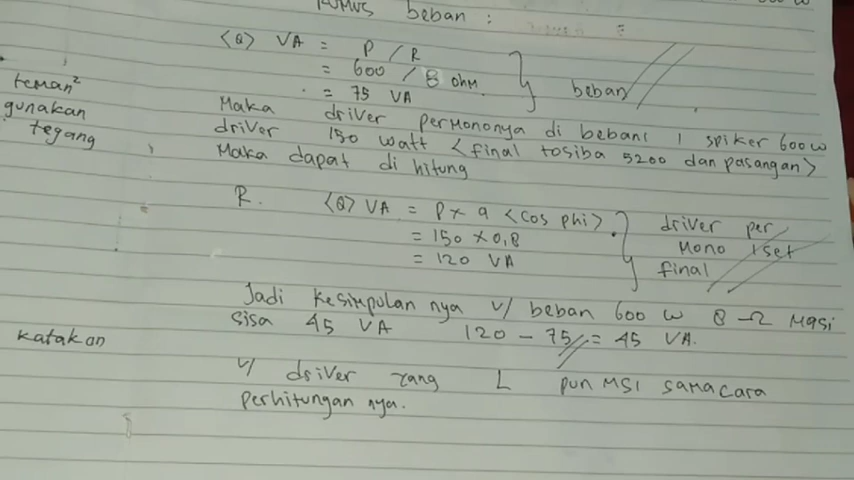 RUMUS beban :
<Q> VA = P / R
= 600 / 8 ohm
= 75 VA
beban
teman²
gunakan
tegang
Maka driver permononya di bebani 1 spiker 600w
driver 150 watt <final tosiba 5200 dan pasangan>
Maka dapat di hitung
R. <Q> VA = P x a <cos phi>.
= 150 x 0,8
= 120 VA
driver per
Mono 1 set
final
Jadi kesimpulan nya u/ beban 600 w 8 Ω Masi
sisa 45 VA 120 - 75 = 45 VA.
katakan
u/ driver yang L pun MSI sama cara
perhitungan nya.